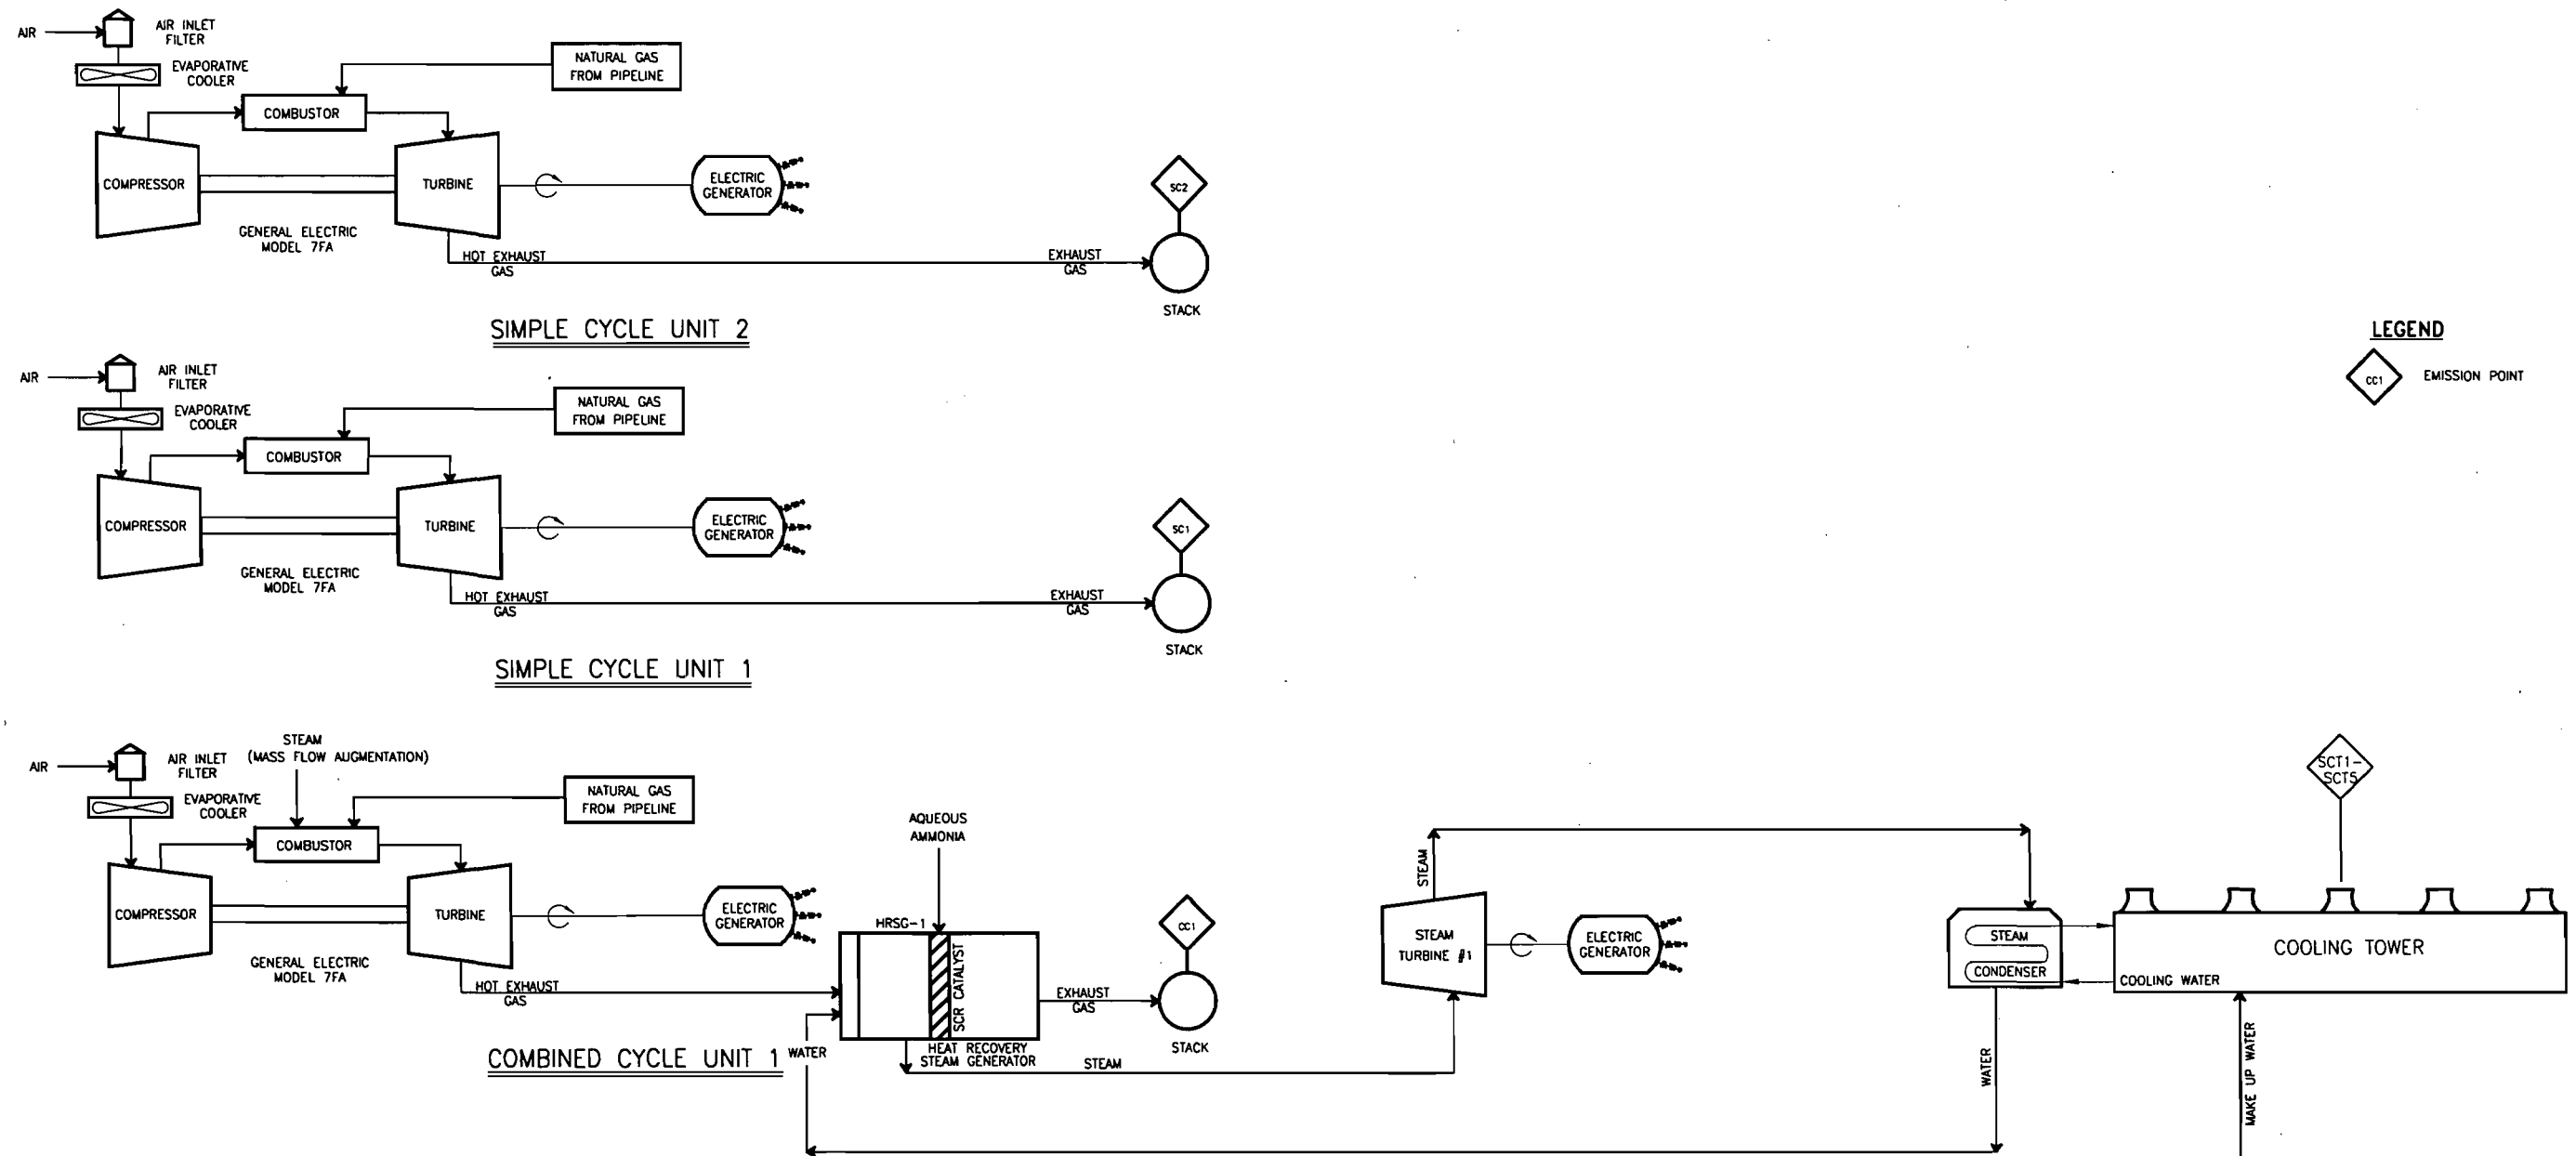 AIR
AIR INLET
FILTER
EVAPORATIVE
COOLER
NATURAL GAS
FROM PIPELINE
COMBUSTOR
COMPRESSOR
TURBINE
ELECTRIC
GENERATOR
GENERAL ELECTRIC
MODEL 7FA
HOT EXHAUST
GAS
EXHAUST
GAS
SC2
STACK
SIMPLE CYCLE UNIT 2
LEGEND
CC1
EMISSION POINT
AIR
AIR INLET
FILTER
EVAPORATIVE
COOLER
NATURAL GAS
FROM PIPELINE
COMBUSTOR
COMPRESSOR
TURBINE
ELECTRIC
GENERATOR
GENERAL ELECTRIC
MODEL 7FA
HOT EXHAUST
GAS
EXHAUST
GAS
SC1
STACK
SIMPLE CYCLE UNIT 1
AIR
AIR INLET
FILTER
STEAM
(MASS FLOW AUGMENTATION)
EVAPORATIVE
COOLER
NATURAL GAS
FROM PIPELINE
COMBUSTOR
COMPRESSOR
TURBINE
ELECTRIC
GENERATOR
GENERAL ELECTRIC
MODEL 7FA
HOT EXHAUST
GAS
AQUEOUS
AMMONIA
HRSG-1
SCR CATALYST
HEAT RECOVERY
STEAM GENERATOR
WATER
EXHAUST
GAS
CC1
STACK
STEAM
STEAM
STEAM
TURBINE #1
ELECTRIC
GENERATOR
STEAM
CONDENSER
WATER
SCT1-
SCT5
COOLING TOWER
COOLING WATER
MAKE UP WATER
COMBINED CYCLE UNIT 1